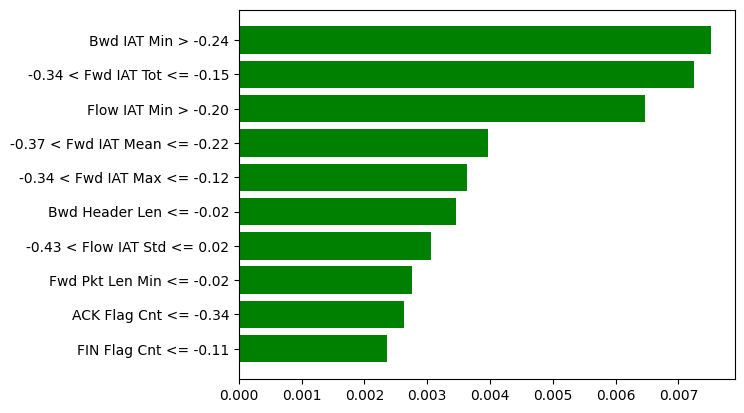 Bwd IAT Min > -0.24
-0.34 < Fwd IAT Tot <= -0.15
Flow IAT Min > -0.20
-0.37 < Fwd IAT Mean <= -0.22
-0.34 < Fwd IAT Max <= -0.12
Bwd Header Len <= -0.02
-0.43 < Flow IAT Std <= 0.02
Fwd Pkt Len Min <= -0.02
ACK Flag Cnt <= -0.34
FIN Flag Cnt <= -0.11
0.000 0.001 0.002 0.003 0.004 0.005 0.006 0.007